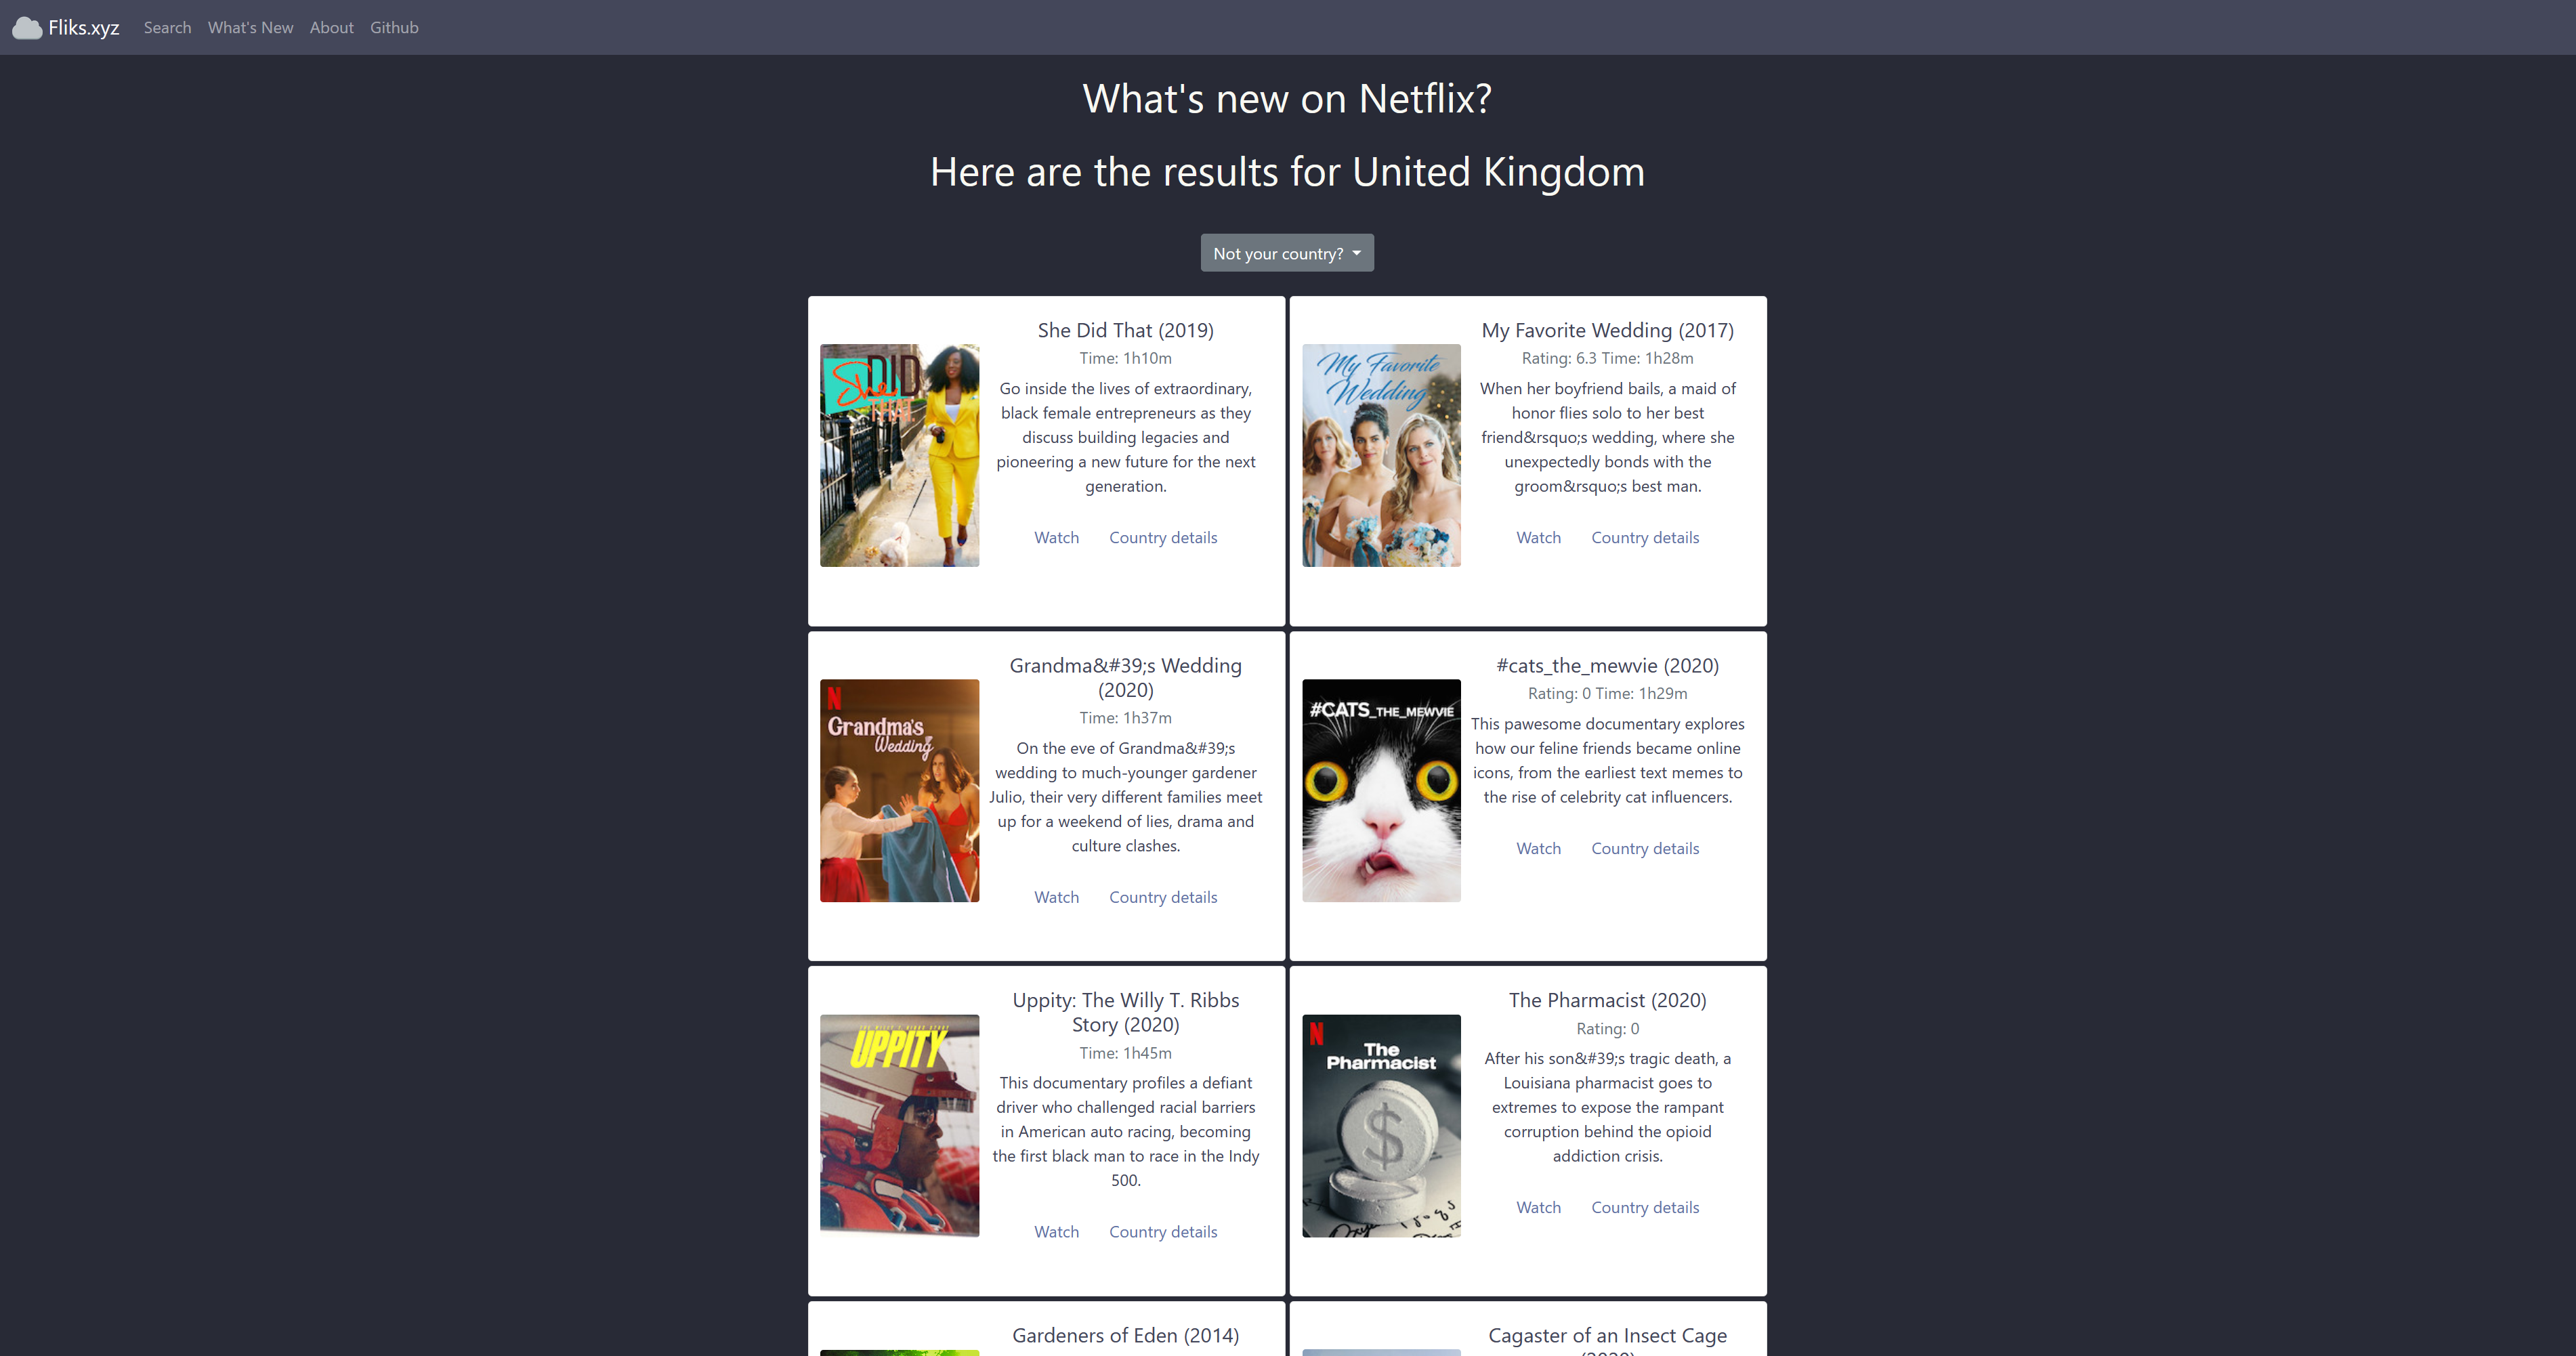 Fliks.xyz Search What's New About Github
What's new on Netflix?
Here are the results for United Kingdom
Not your country?
She DID
THAT.
She Did That (2019)
Time: 1h10m
Go inside the lives of extraordinary,
black female entrepreneurs as they
discuss building legacies and
pioneering a new future for the next
generation.
Watch Country details
My Favorite
Wedding
My Favorite Wedding (2017)
Rating: 6.3 Time: 1h28m
When her boyfriend bails, a maid of
honor flies solo to her best
friend&rsquo;s wedding, where she
unexpectedly bonds with the
groom&rsquo;s best man.
Watch Country details
N
Grandma's
Wedding
Grandma&#39;s Wedding
(2020)
Time: 1h37m
On the eve of Grandma&#39;s
wedding to much-younger gardener
Julio, their very different families meet
up for a weekend of lies, drama and
culture clashes.
Watch Country details
#CATS_THE_MEWVIE
#cats_the_mewvie (2020)
Rating: 0 Time: 1h29m
This pawesome documentary explores
how our feline friends became online
icons, from the earliest text memes to
the rise of celebrity cat influencers.
Watch Country details
THE WILLY T. RIBBS STORY
UPPITY
Uppity: The Willy T. Ribbs
Story (2020)
Time: 1h45m
This documentary profiles a defiant
driver who challenged racial barriers
in American auto racing, becoming
the first black man to race in the Indy
500.
Watch Country details
N
The
Pharmacist
$
The Pharmacist (2020)
Rating: 0
After his son&#39;s tragic death, a
Louisiana pharmacist goes to
extremes to expose the rampant
corruption behind the opioid
addiction crisis.
Watch Country details
Gardeners of Eden (2014)
Cagaster of an Insect Cage
(2020)